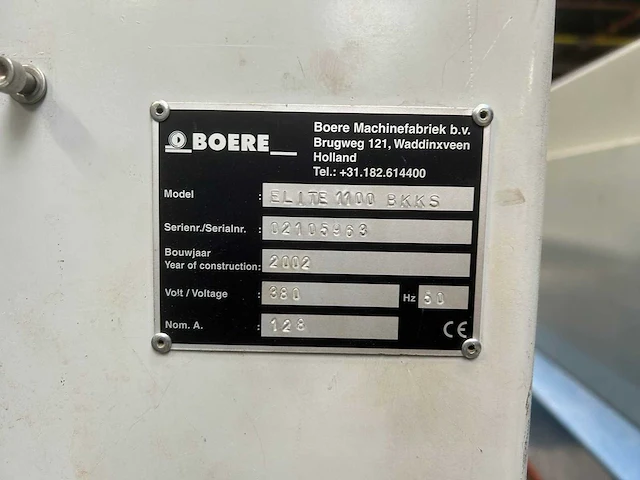 BOERE
Boere Machinefabriek b.v.
Brugweg 121, Waddinxveen
Holland
Tel.: +31.182.614400
Model : ELITE 1100 BKKS
Serienr./Serialnr. : 02105963
Bouwjaar
Year of construction: 2002
Volt / Voltage : 380 Hz 50
Nom. A. : 128
CE